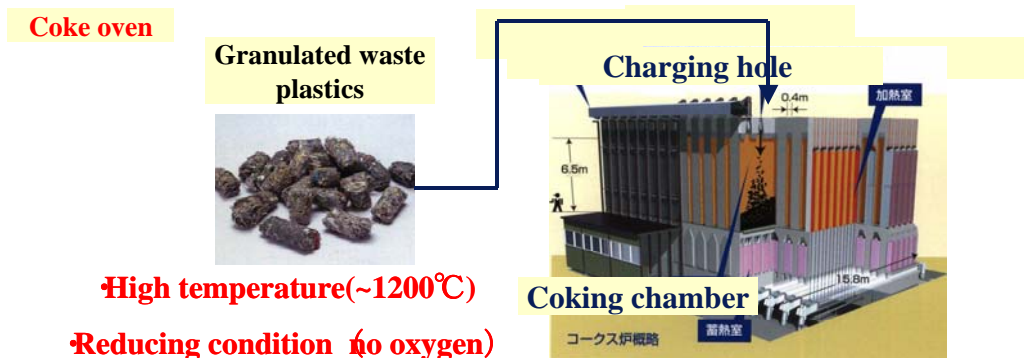 Coke oven
Granulated waste
plastics
Charging hole
0.4m
加熱室
6.5m
15.8m
Coking chamber
蓄熱室
コークス炉概略
・High temperature(~1200℃)
・Reducing condition（no oxygen）